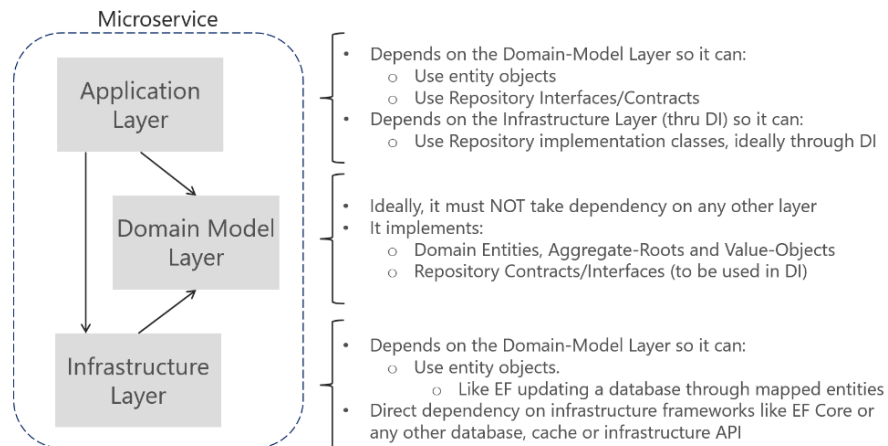 Microservice
Application
Layer
Domain Model
Layer
Infrastructure
Layer
• Depends on the Domain-Model Layer so it can:
o Use entity objects
o Use Repository Interfaces/Contracts
• Depends on the Infrastructure Layer (thru DI) so it can:
o Use Repository implementation classes, ideally through DI
• Ideally, it must NOT take dependency on any other layer
• It implements:
o Domain Entities, Aggregate-Roots and Value-Objects
o Repository Contracts/Interfaces (to be used in DI)
• Depends on the Domain-Model Layer so it can:
o Use entity objects.
o Like EF updating a database through mapped entities
• Direct dependency on infrastructure frameworks like EF Core or
any other database, cache or infrastructure API